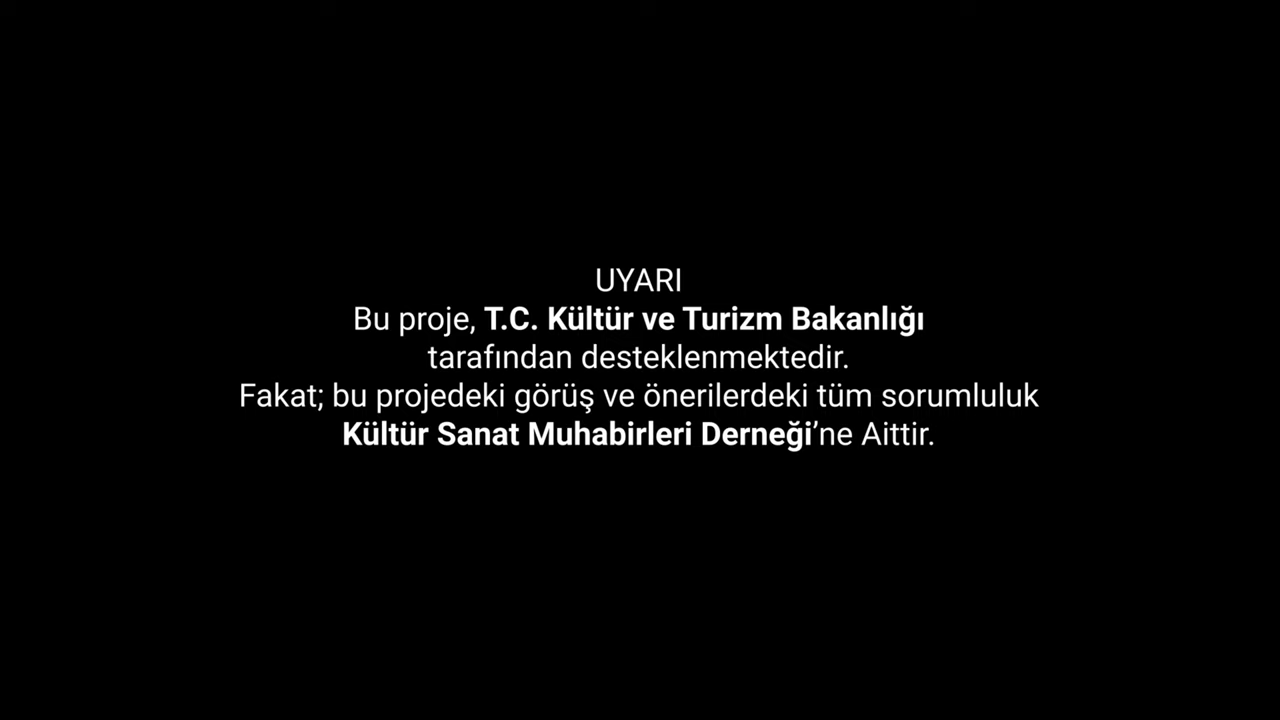 UYARI
Bu proje, T.C. Kültür ve Turizm Bakanlığı
tarafından desteklenmektedir.
Fakat; bu projedeki görüş ve önerilerdeki tüm sorumluluk
Kültür Sanat Muhabirleri Derneği’ne Aittir.